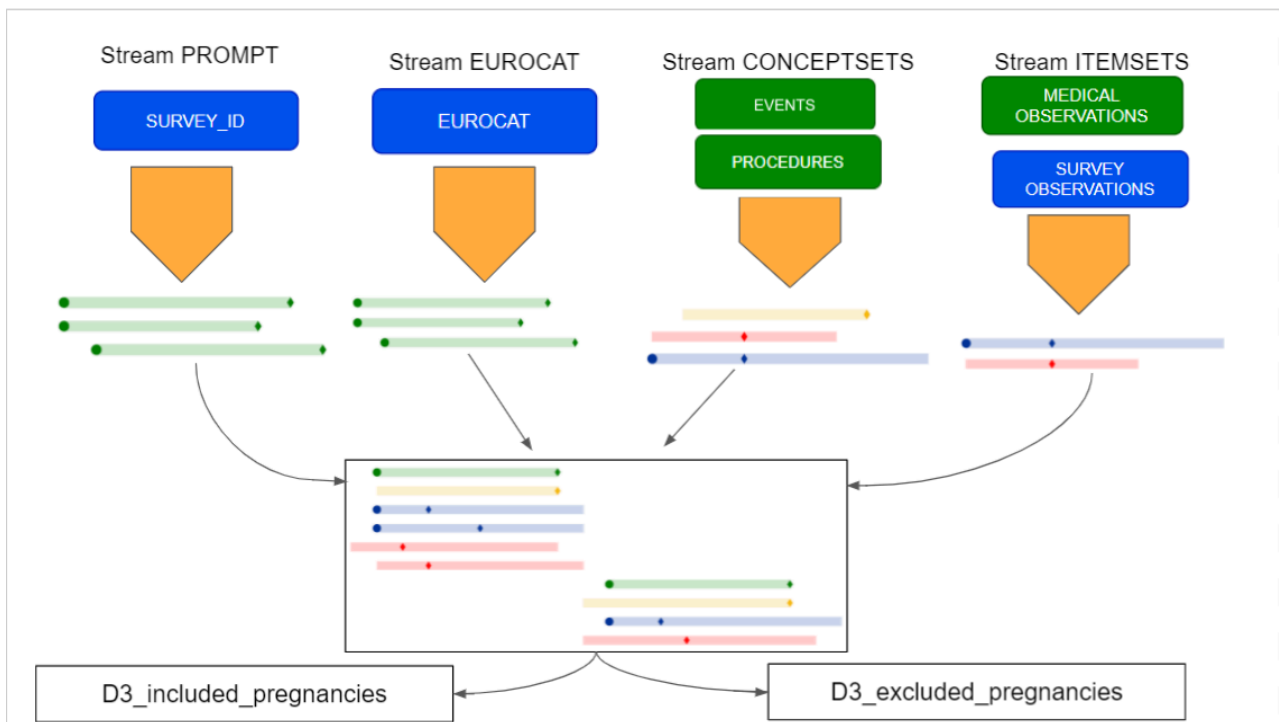 Stream PROMPT
Stream EUROCAT
Stream CONCEPTSETS
Stream ITEMSETS
SURVEY_ID
EUROCAT
EVENTS
PROCEDURES
MEDICAL
OBSERVATIONS
SURVEY
OBSERVATIONS
D3_included_pregnancies
D3_excluded_pregnancies